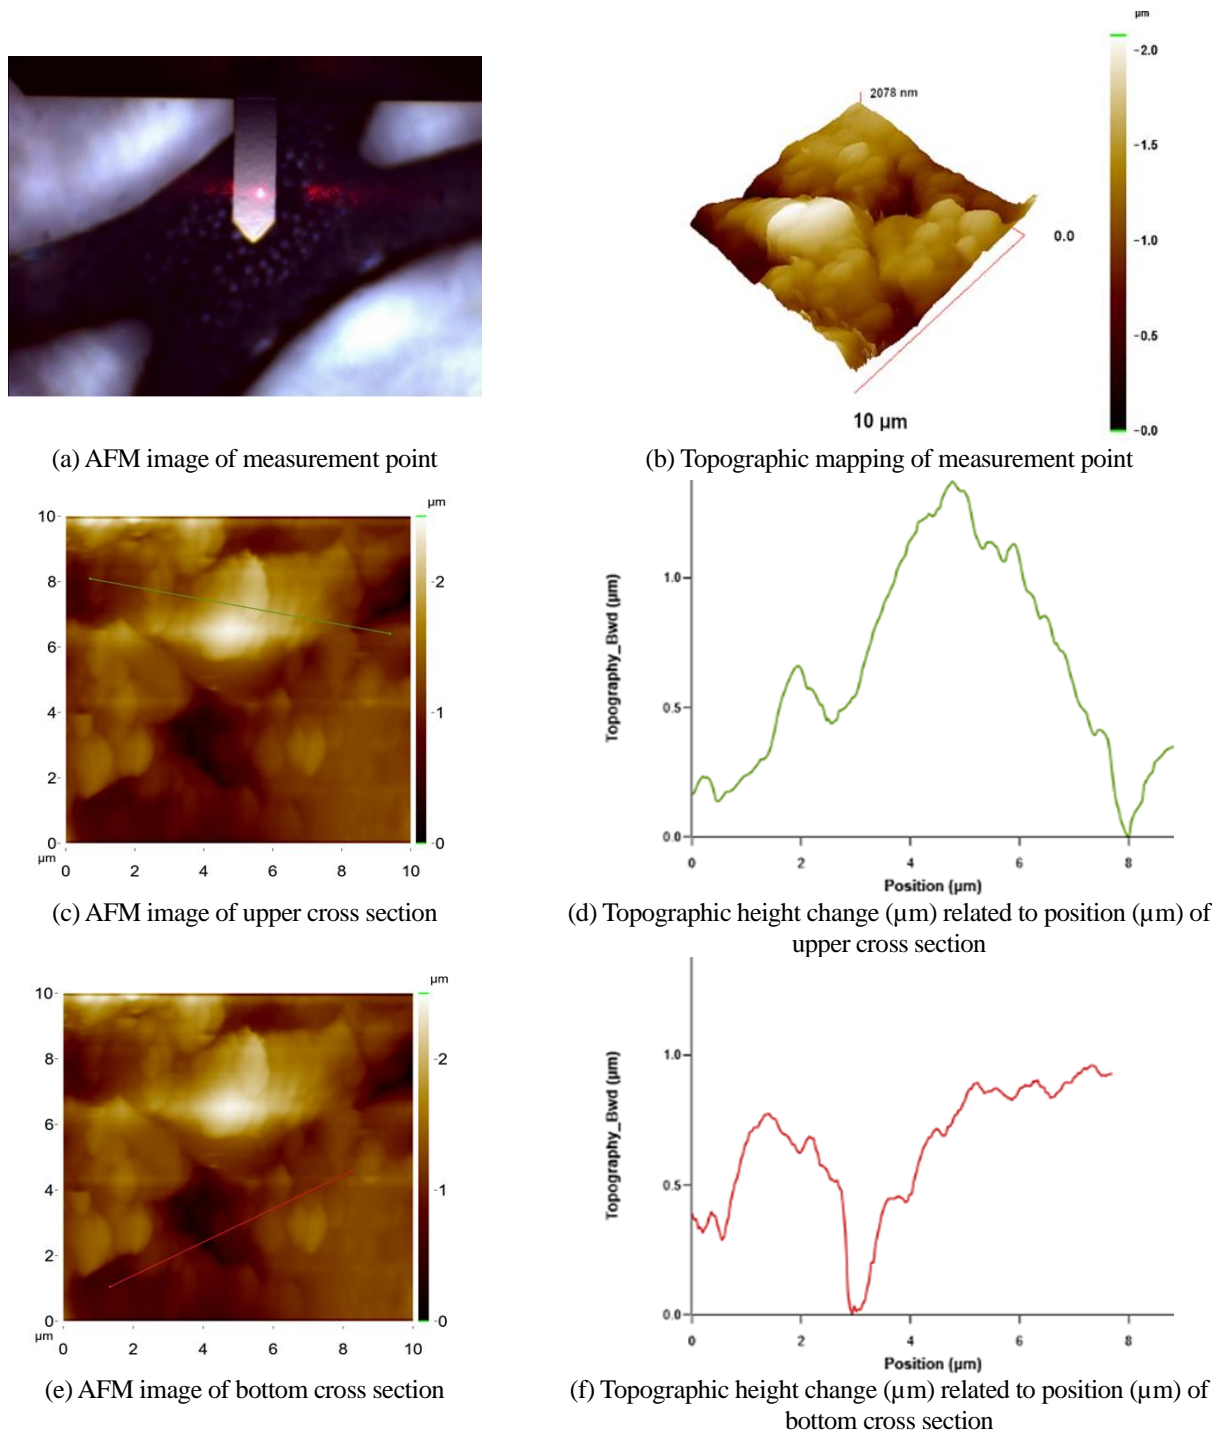 µm
2078 nm
-2.0
-1.5
-1.0
-0.5
-0.0
0.0
10 µm
(a) AFM image of measurement point
(b) Topographic mapping of measurement point
µm
10
8
6
4
2
0
µm
0 2 4 6 8 10
-2
-1
-0
Topography_Bwd (µm)
1.0
0.5
0.0
0 2 4 6 8
Position (µm)
(c) AFM image of upper cross section
(d) Topographic height change (µm) related to position (µm) of
upper cross section
µm
10
8
6
4
2
0
µm
0 2 4 6 8 10
-2
-1
-0
Topography_Bwd (µm)
1.0
0.5
0.0
0 2 4 6 8
Position (µm)
(e) AFM image of bottom cross section
(f) Topographic height change (µm) related to position (µm) of
bottom cross section